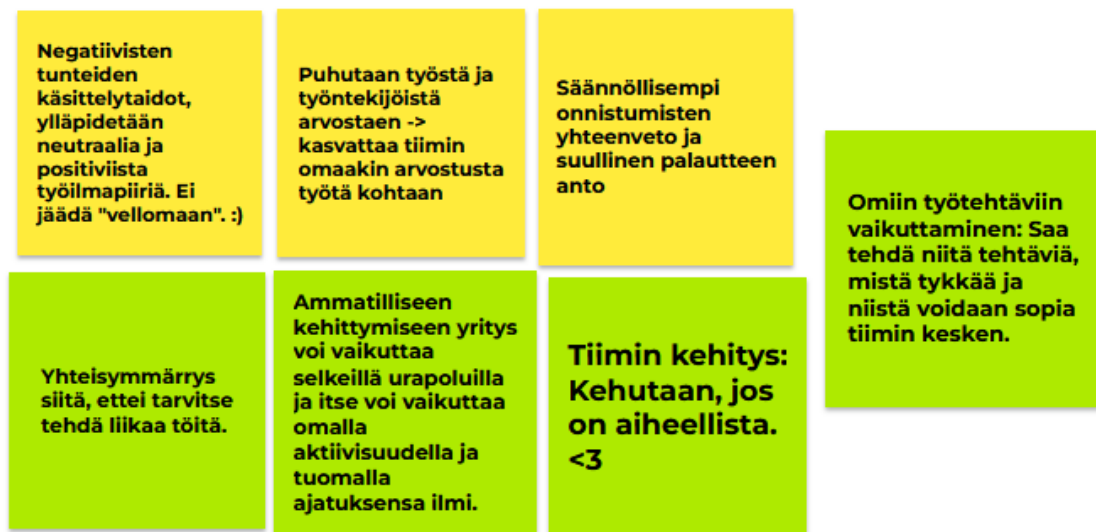 Negatiivisten
tunteiden
käsittelytaidot,
ylläpidetään
neutraalia ja
positiviista
työilmapiiriä. Ei
jäädä "vellomaan". :)
Puhutaan työstä ja
työntekijöistä
arvostaen ->
kasvattaa tiimin
omaakin arvostusta
työtä kohtaan
Säännöllisempi
onnistumisten
yhteenveto ja
suullinen palautteen
anto
Omiin työtehtäviin
vaikuttaminen: Saa
tehdä niitä tehtäviä,
mistä tykkää ja
niistä voidaan sopia
tiimin kesken.
Yhteisymmärrys
siitä, ettei tarvitse
tehdä liikaa töitä.
Ammatilliseen
kehittymiseen yritys
voi vaikuttaa
selkeillä urapoluilla
ja itse voi vaikuttaa
omalla
aktiivisuudella ja
tuomalla
ajatuksensa ilmi.
Tiimin kehitys:
Kehutaan, jos
on aiheellista.
<3